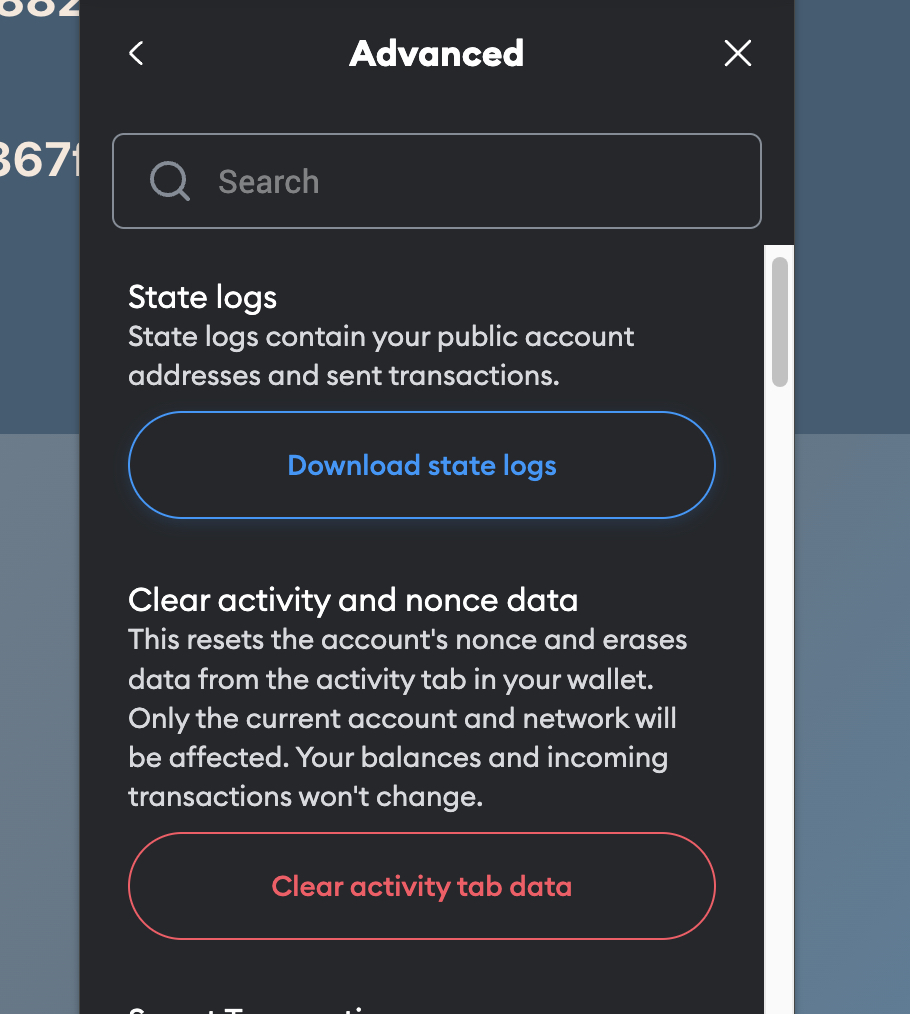 Advanced
Search
State logs
State logs contain your public account
addresses and sent transactions.
Download state logs
Clear activity and nonce data
This resets the account's nonce and erases
data from the activity tab in your wallet.
Only the current account and network will
be affected. Your balances and incoming
transactions won't change.
Clear activity tab data